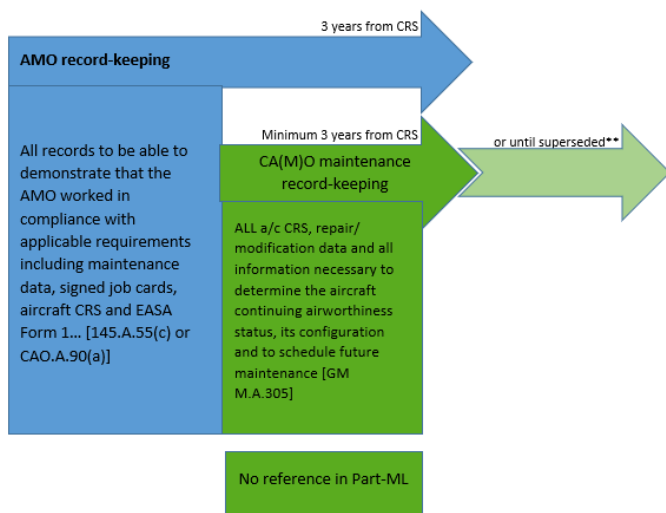 3 years from CRS
AMO record-keeping
Minimum 3 years from CRS
or until superseded**
CA(M)O maintenance
record-keeping
All records to be able to
demonstrate that the
AMO worked in
compliance with
applicable requirements
including maintenance
data, signed job cards,
aircraft CRS and EASA
Form 1... [145.A.55(c) or
CAO.A.90(a)]
ALL a/c CRS, repair/
modification data and all
information necessary to
determine the aircraft
continuing airworthiness
status, its configuration
and to schedule future
maintenance [GM
M.A.305]
No reference in Part-ML